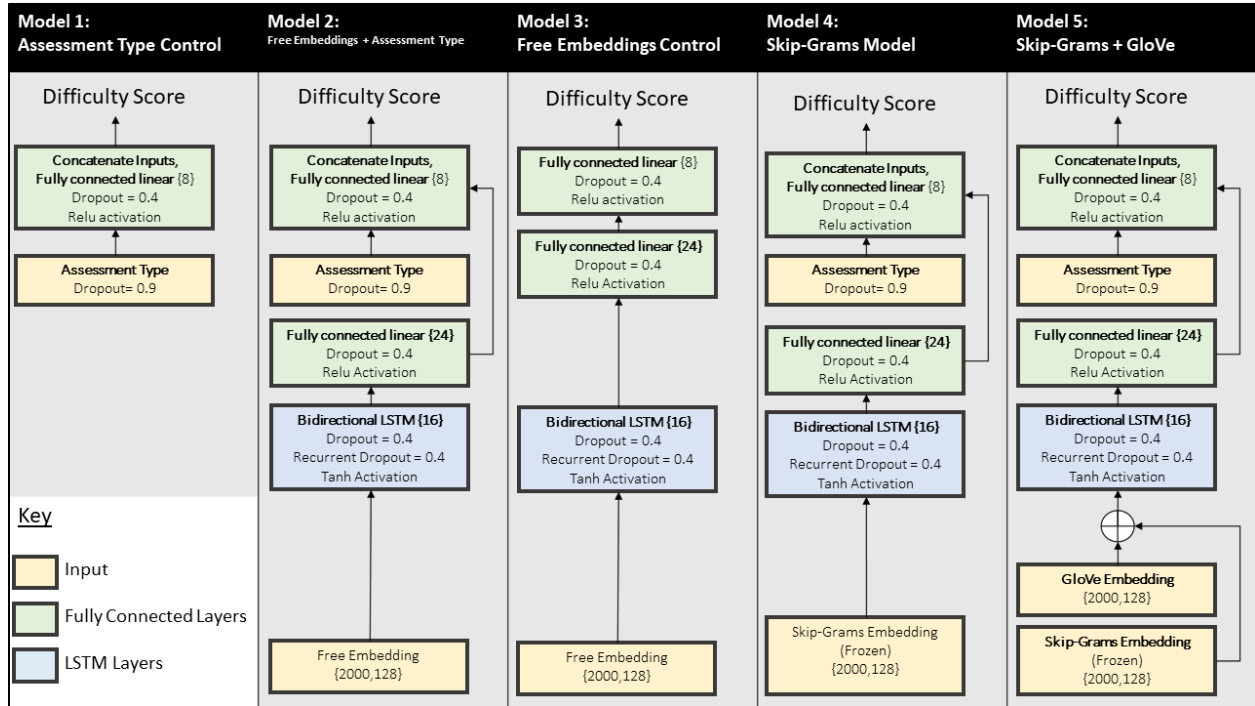 Model 1:
Assessment Type Control
Difficulty Score
Concatenate Inputs,
Fully connected linear {8}
Dropout = 0.4
Relu activation
Assessment Type
Dropout= 0.9
Key
Input
Fully Connected Layers
LSTM Layers
Model 2:
Free Embeddings + Assessment Type
Difficulty Score
Concatenate Inputs,
Fully connected linear {8}
Dropout = 0.4
Relu activation
Assessment Type
Dropout= 0.9
Fully connected linear {24}
Dropout = 0.4
Relu Activation
Bidirectional LSTM {16}
Dropout = 0.4
Recurrent Dropout = 0.4
Tanh Activation
Free Embedding
{2000,128}
Model 3:
Free Embeddings Control
Difficulty Score
Fully connected linear {8}
Dropout = 0.4
Relu activation
Fully connected linear {24}
Dropout = 0.4
Relu Activation
Bidirectional LSTM {16}
Dropout = 0.4
Recurrent Dropout = 0.4
Tanh Activation
Free Embedding
{2000,128}
Model 4:
Skip-Grams Model
Difficulty Score
Concatenate Inputs,
Fully connected linear {8}
Dropout = 0.4
Relu activation
Assessment Type
Dropout= 0.9
Fully connected linear {24}
Dropout = 0.4
Relu Activation
Bidirectional LSTM {16}
Dropout = 0.4
Recurrent Dropout = 0.4
Tanh Activation
Skip-Grams Embedding
(Frozen)
{2000,128}
Model 5:
Skip-Grams + GloVe
Difficulty Score
Concatenate Inputs,
Fully connected linear {8}
Dropout = 0.4
Relu activation
Assessment Type
Dropout= 0.9
Fully connected linear {24}
Dropout = 0.4
Relu Activation
Bidirectional LSTM {16}
Dropout = 0.4
Recurrent Dropout = 0.4
Tanh Activation
GloVe Embedding
{2000,128}
Skip-Grams Embedding
(Frozen)
{2000,128}